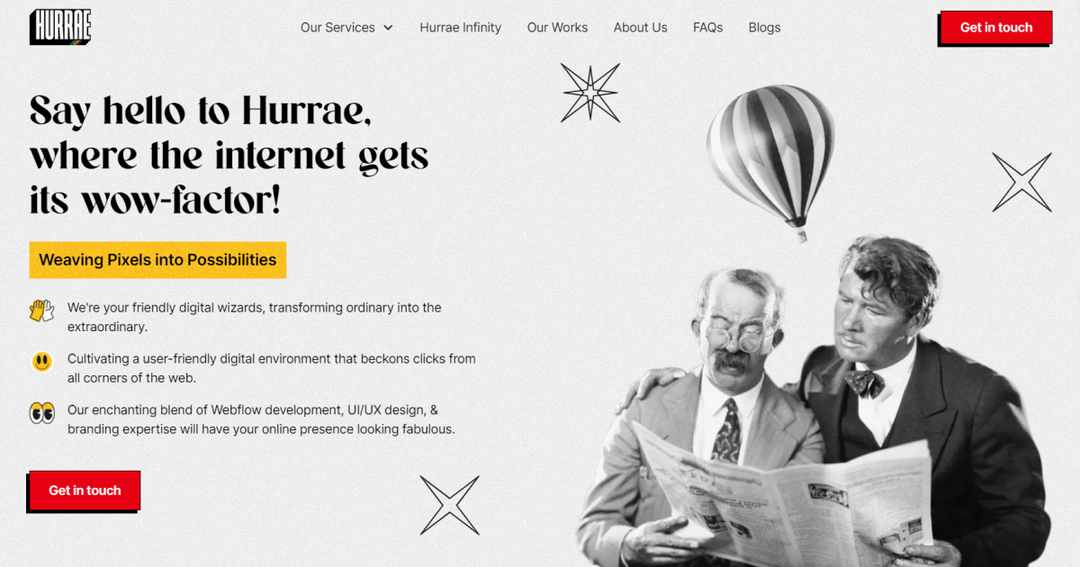 HURRAE
Our Services
Hurrae Infinity
Our Works
About Us
FAQs
Blogs
Get in touch
Say hello to Hurrae,
where the internet gets
its wow-factor!
Weaving Pixels into Possibilities
We're your friendly digital wizards, transforming ordinary into the
extraordinary.
Cultivating a user-friendly digital environment that beckons clicks from
all corners of the web.
Our enchanting blend of Webflow development, UI/UX design, &
branding expertise will have your online presence looking fabulous.
Get in touch